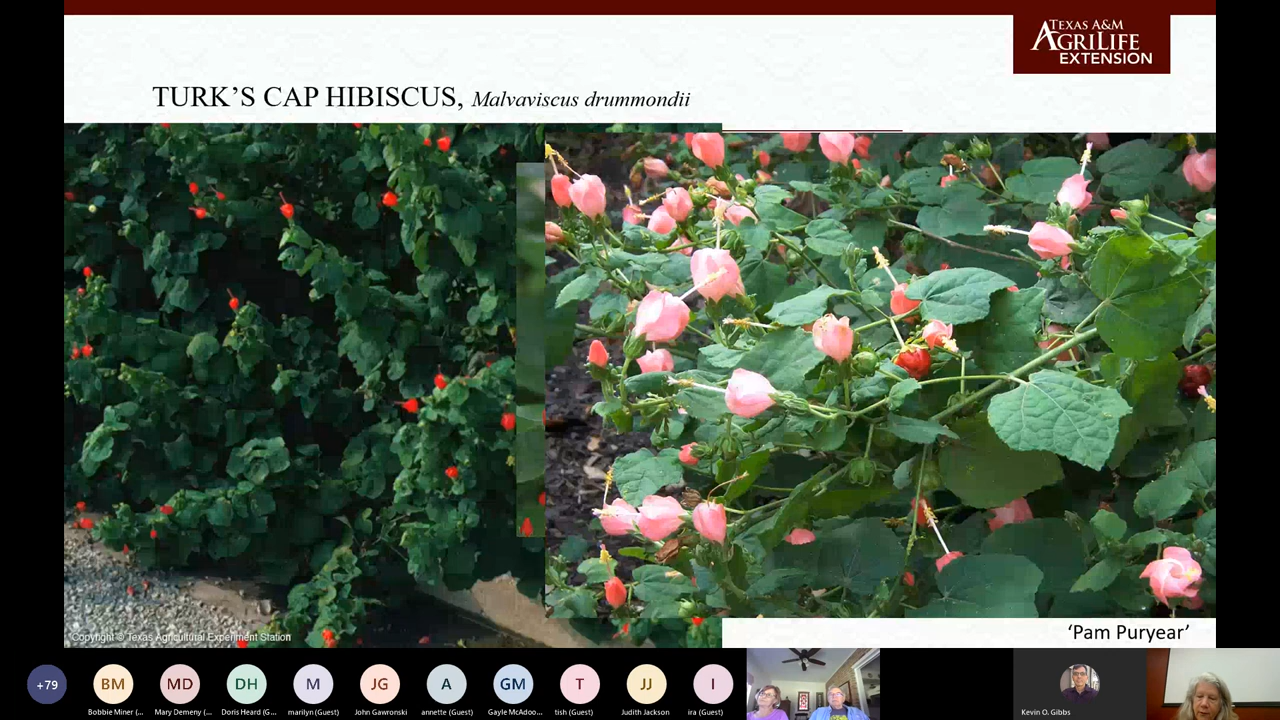 TEXAS A&M
AGRILIFE
EXTENSION
TURK'S CAP HIBISCUS, Malvaviscus drummondii
Copyright © Texas Agricultural Experiment Station
'Pam Puryear'
+79
BM
MD
DH
M
JG
A
GM
T
JJ
I
Bobbie Miner (...
Mary Demeny (...
Doris Heard (G...
marilyn (Guest)
John Gawronski
annette (Guest)
Gayle McAdoo...
tish (Guest)
Judith Jackson
ira (Guest)
Kevin O. Gibbs